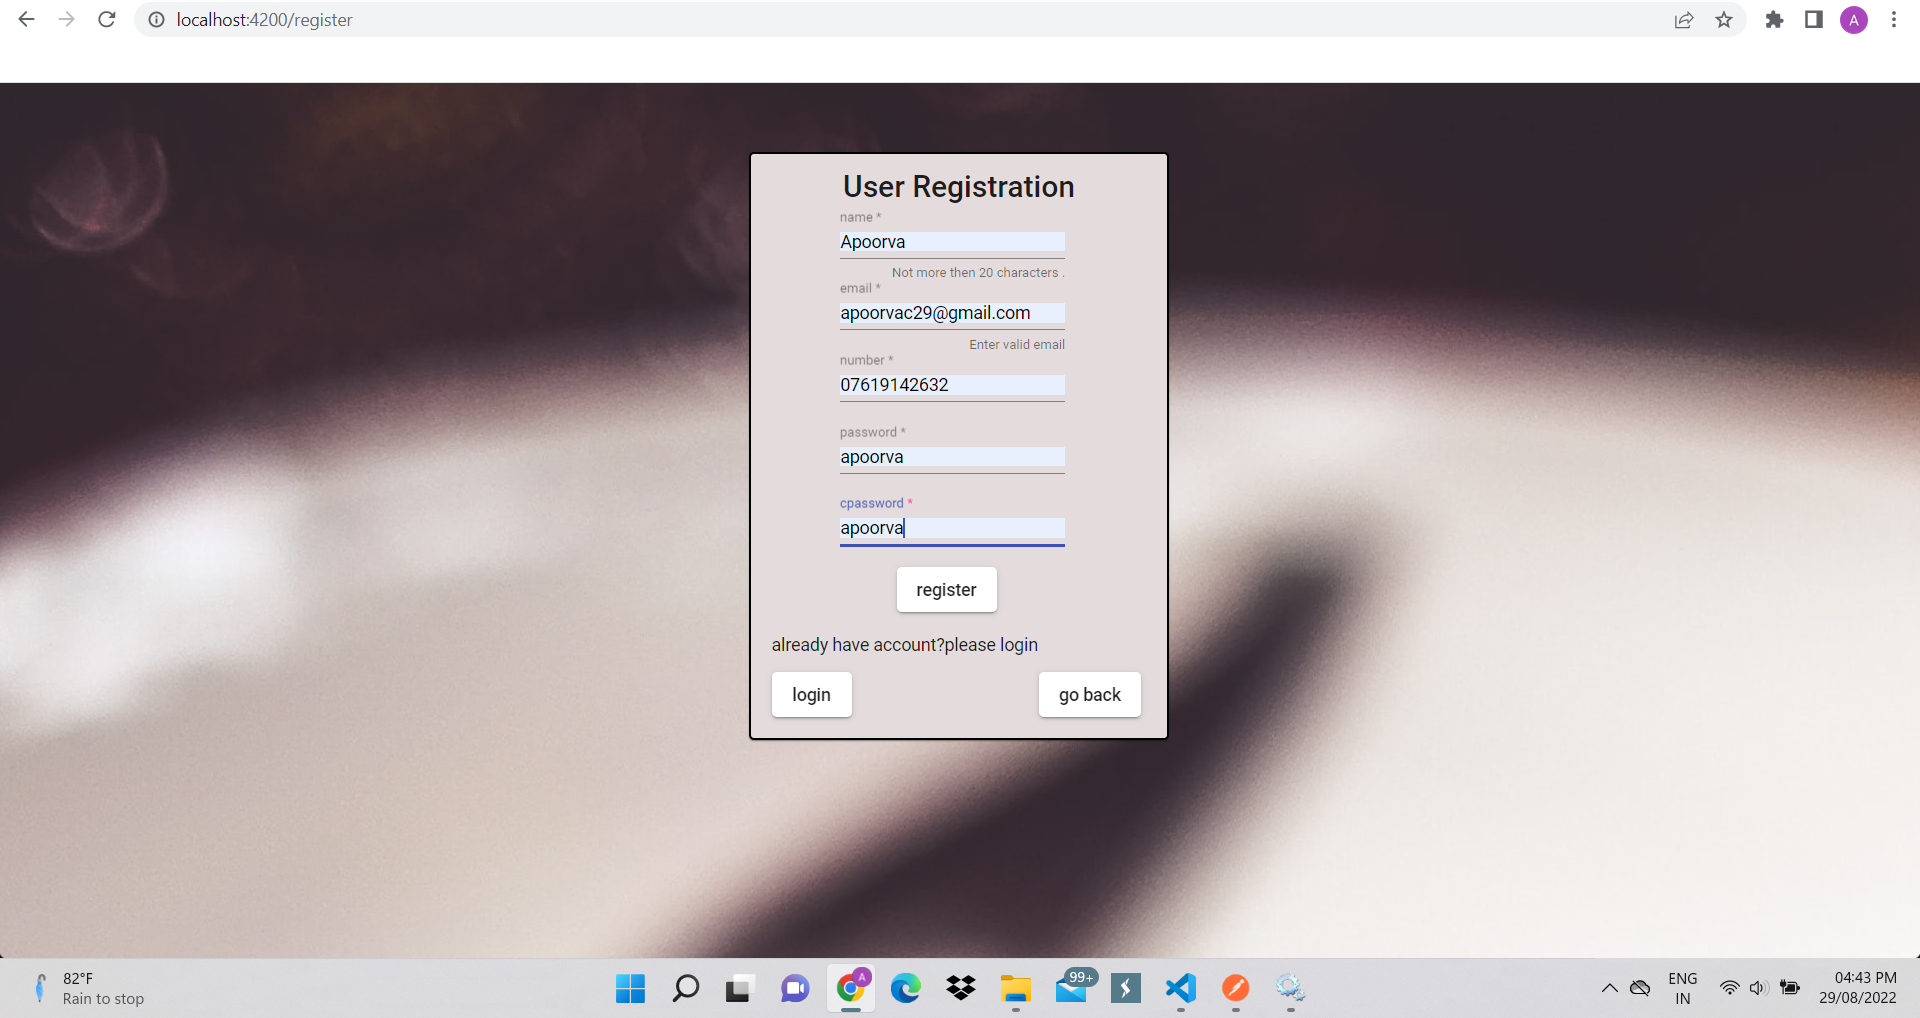 localhost:4200/register
A
User Registration
name *
Apoorva
Not more then 20 characters .
email *
apoorvac29@gmail.com
Enter valid email
number *
07619142632
password *
apoorva
cpassword *
apoorva
register
already have account?please login
login
go back
82°F
Rain to stop
A
99+
ENG
IN
04:43 PM
29/08/2022